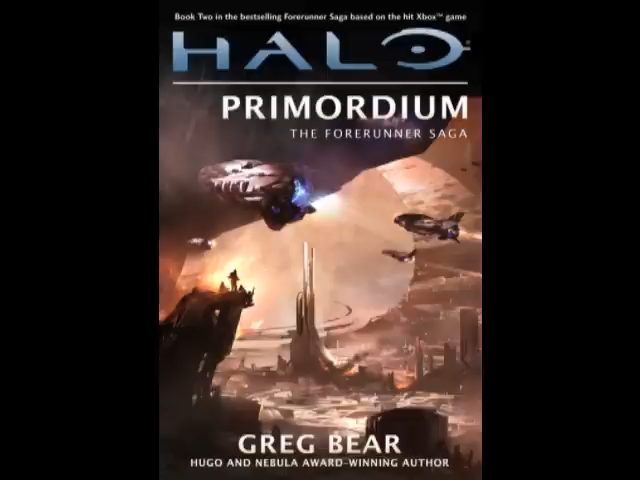 Book Two in the bestselling Forerunner Saga based on the hit Xbox™ game
HALO®
PRIMORDIUM
THE FORERUNNER SAGA
GREG BEAR
HUGO AND NEBULA AWARD–WINNING AUTHOR